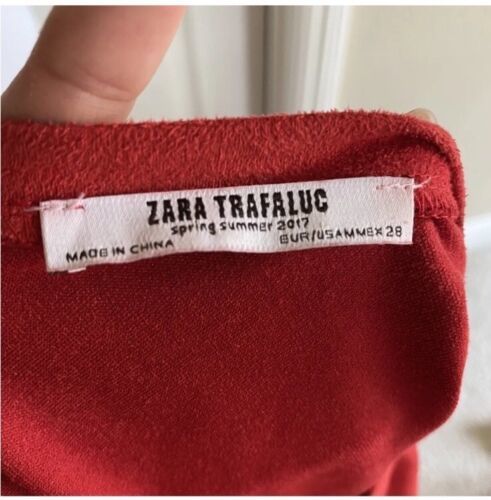 ZARA TRAFALUC
spring summer 2017
MADE IN CHINA
EUR/USAMMEX 28